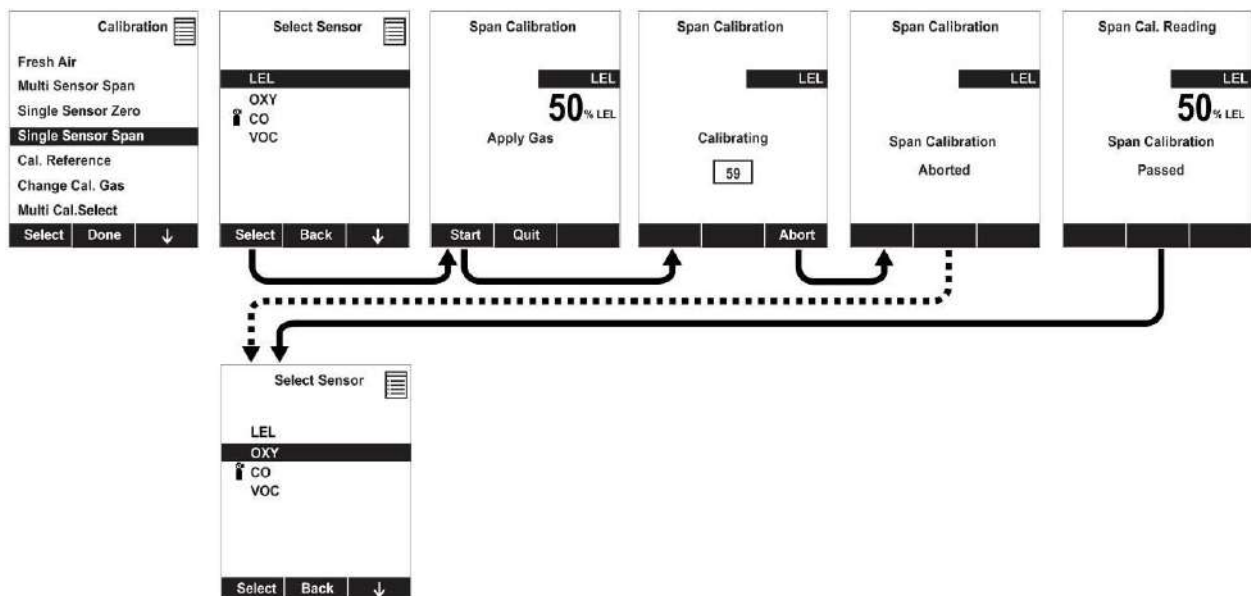 Calibration
Fresh Air
Multi Sensor Span
Single Sensor Zero
Single Sensor Span
Cal. Reference
Change Cal. Gas
Multi Cal.Select
Select Done ↓
Select Sensor
LEL
OXY
CO
VOC
Select Back ↓
Span Calibration
LEL
50 % LEL
Apply Gas
Start Quit
Span Calibration
LEL
Calibrating
59
Abort
Span Calibration
LEL
Span Calibration
Aborted
Span Cal. Reading
LEL
50 % LEL
Span Calibration
Passed
Select Sensor
LEL
OXY
CO
VOC
Select Back ↓